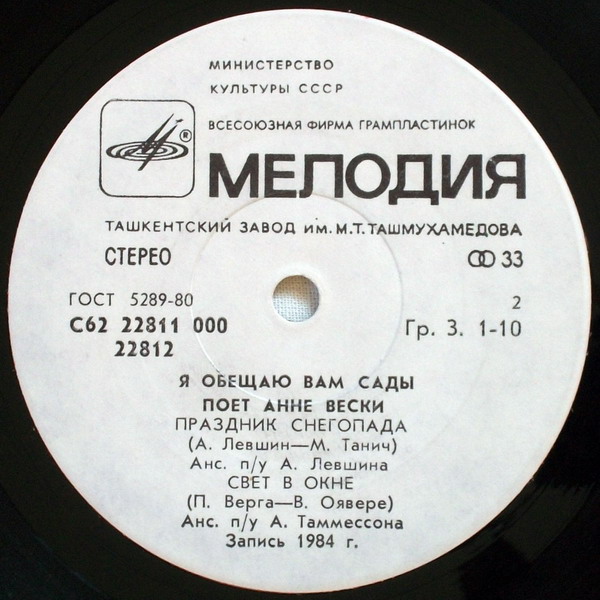 МИНИСТЕРСТВО
КУЛЬТУРЫ СССР
ВСЕСОЮЗНАЯ ФИРМА ГРАМПЛАСТИНОК
®
МЕЛОДИЯ
ТАШКЕНТСКИЙ ЗАВОД ИМ. М.Т. ТАШМУХАМЕДОВА
СТЕРЕО
33
ГОСТ 5289-80
2
С62 22811 000
Гр. 3. 1-10
22812
Я ОБЕЩАЮ ВАМ САДЫ
ПОЕТ АННЕ ВЕСКИ
ПРАЗДНИК СНЕГОПАДА
(А. Левшин—М. Танич)
Анс. п/у А. Левшина
СВЕТ В ОКНЕ
(П. Верга—В. Оявере)
Анс. п/у А. Таммессона
Запись 1984 г.